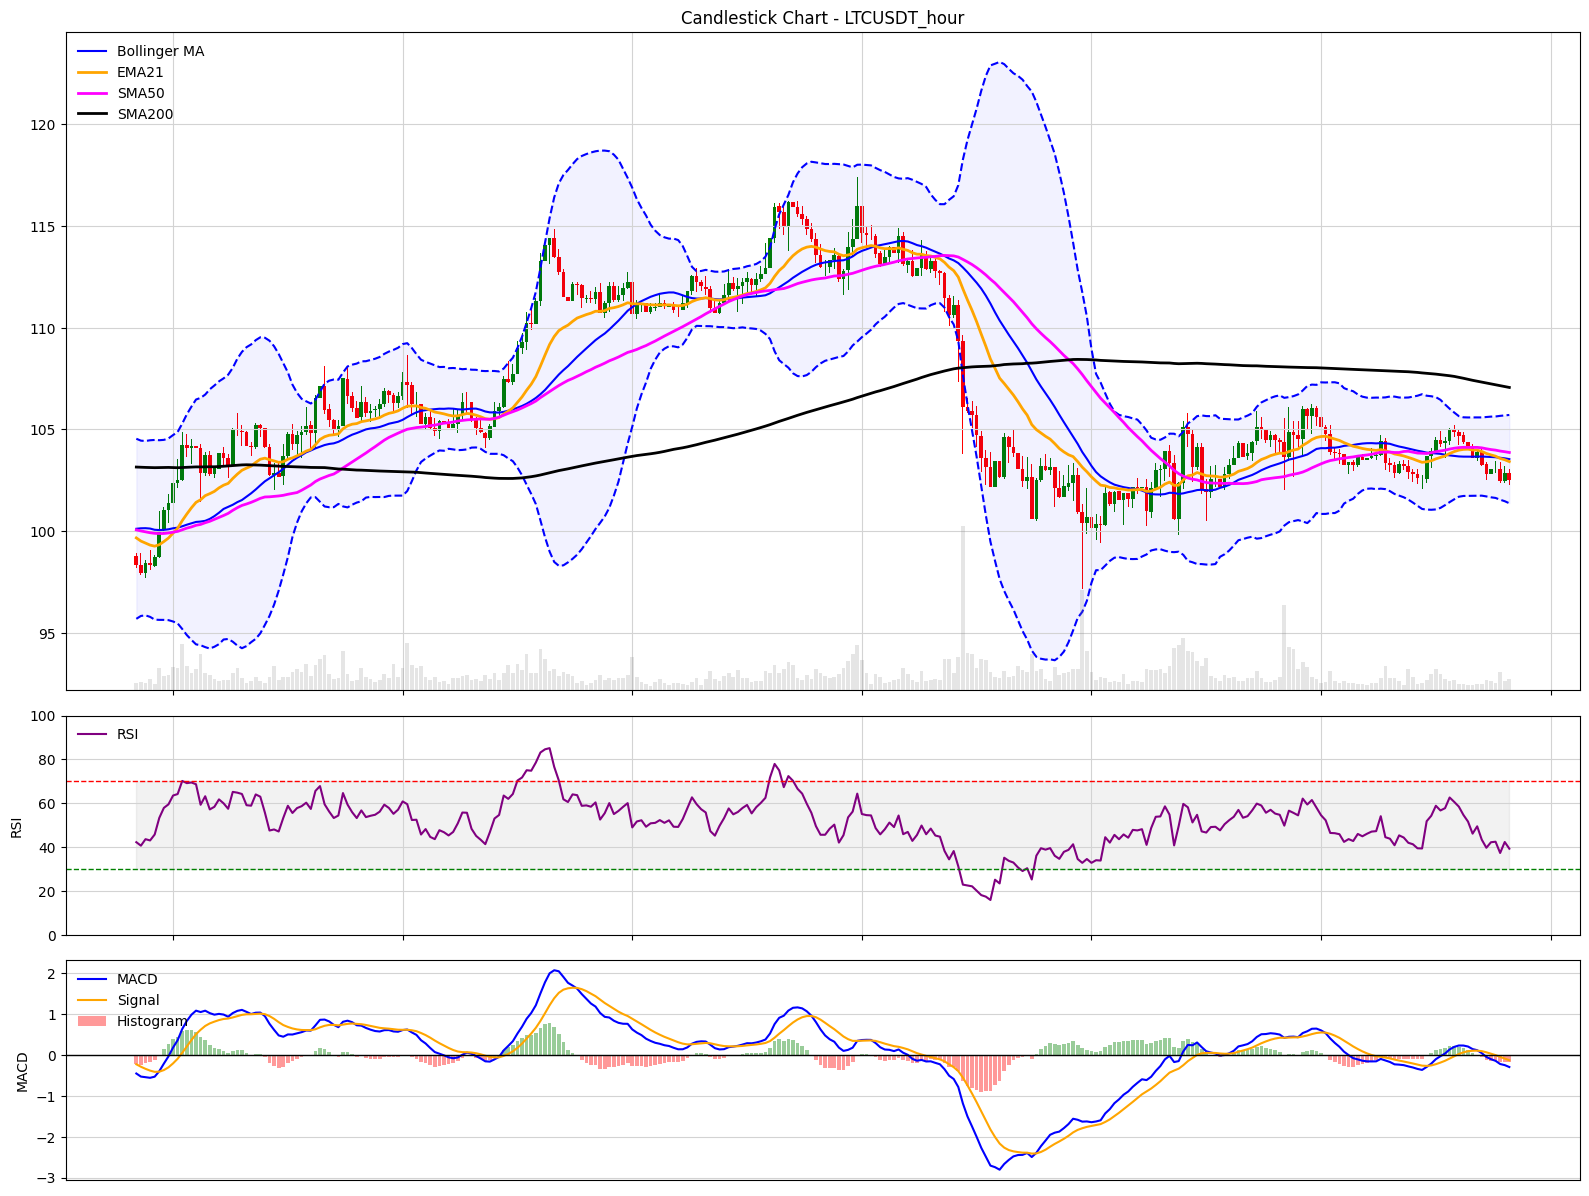 Candlestick Chart - LTCUSDT_hour
Bollinger MA
EMA21
SMA50
SMA200
120
115
110
105
100
95
RSI
100
80
60
40
20
0
RSI
MACD
Signal
Histogram
2
1
0
−1
−2
−3
MACD